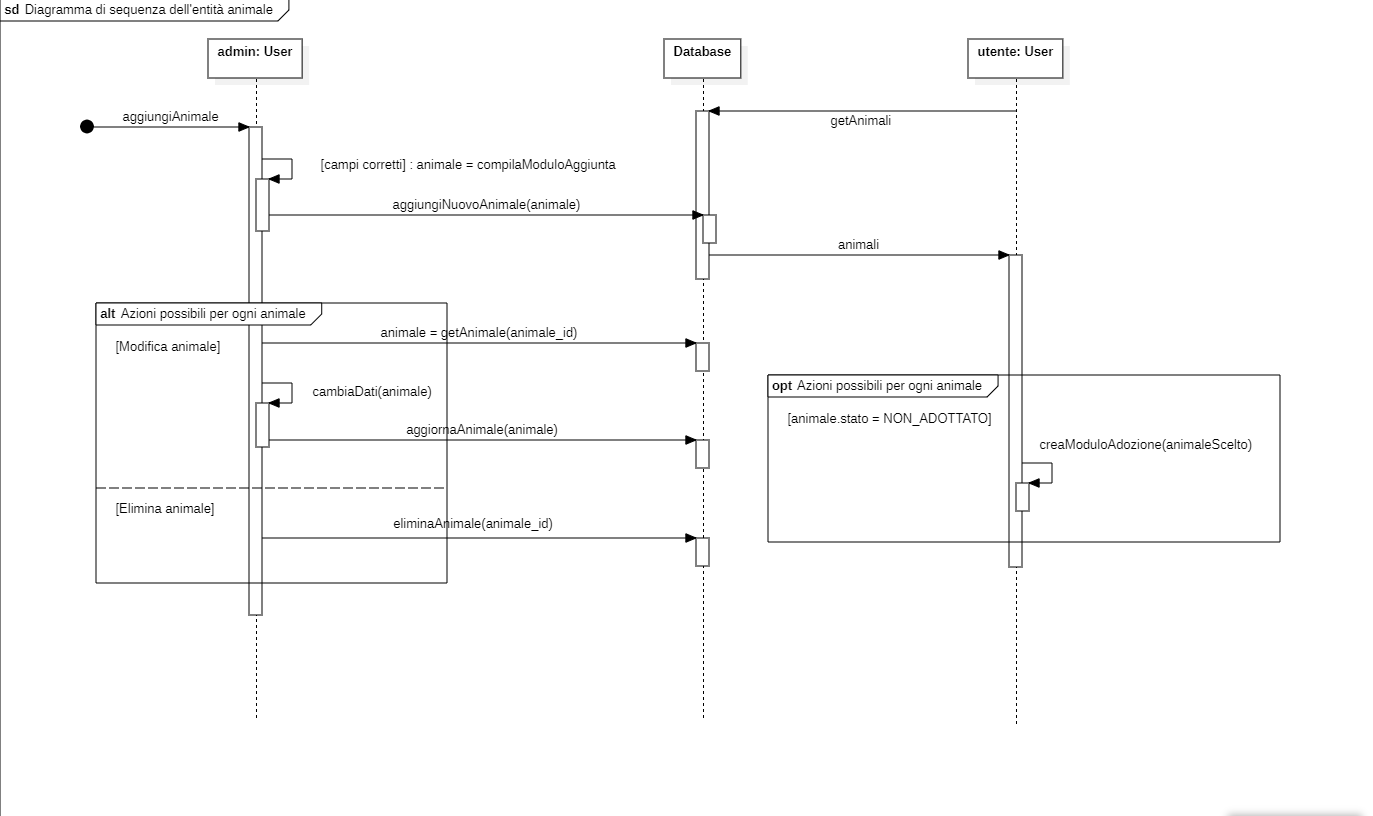 sd Diagramma di sequenza dell'entità animale
admin: User
Database
utente: User
aggiungiAnimale
getAnimali
[campi corretti] : animale = compilaModuloAggiunta
aggiungiNuovoAnimale(animale)
animali
alt Azioni possibili per ogni animale
animale = getAnimale(animale_id)
[Modifica animale]
opt Azioni possibili per ogni animale
cambiaDati(animale)
[animale.stato = NON_ADOTTATO]
aggiornaAnimale(animale)
creaModuloAdozione(animaleScelto)
[Elimina animale]
eliminaAnimale(animale_id)